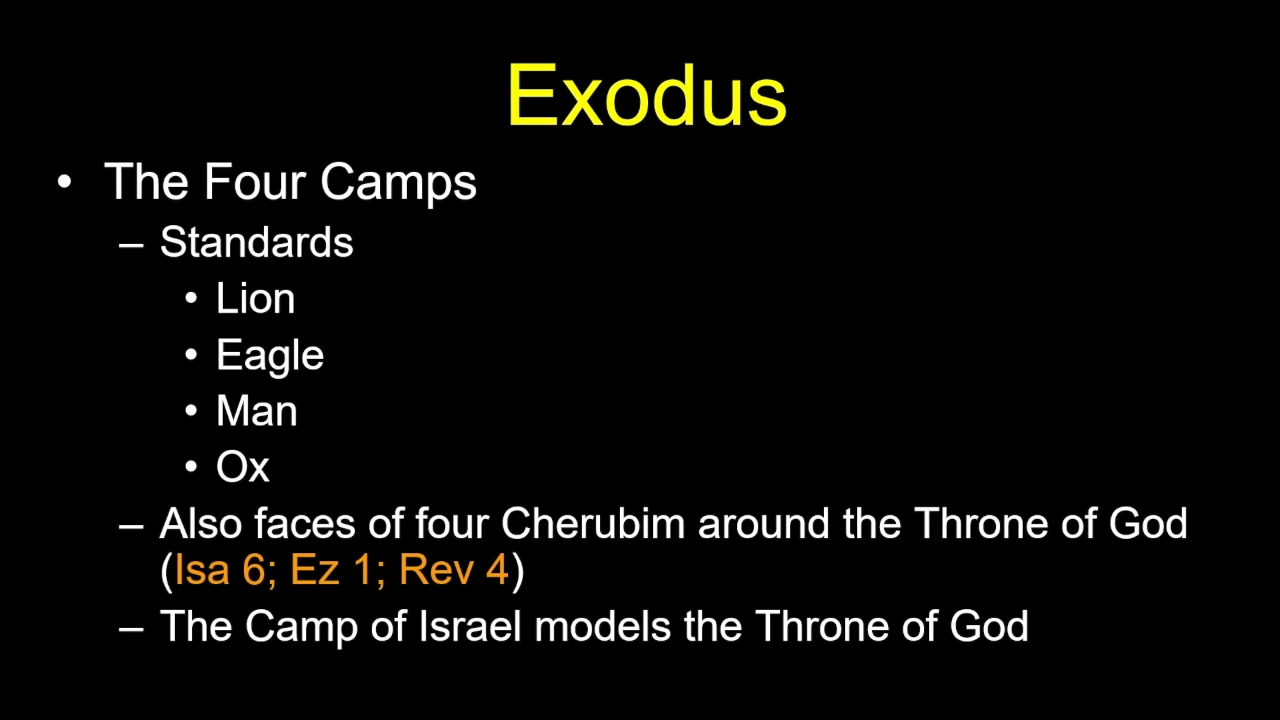 Exodus
• The Four Camps
– Standards
• Lion
• Eagle
• Man
• Ox
– Also faces of four Cherubim around the Throne of God
(Isa 6; Ez 1; Rev 4)
– The Camp of Israel models the Throne of God